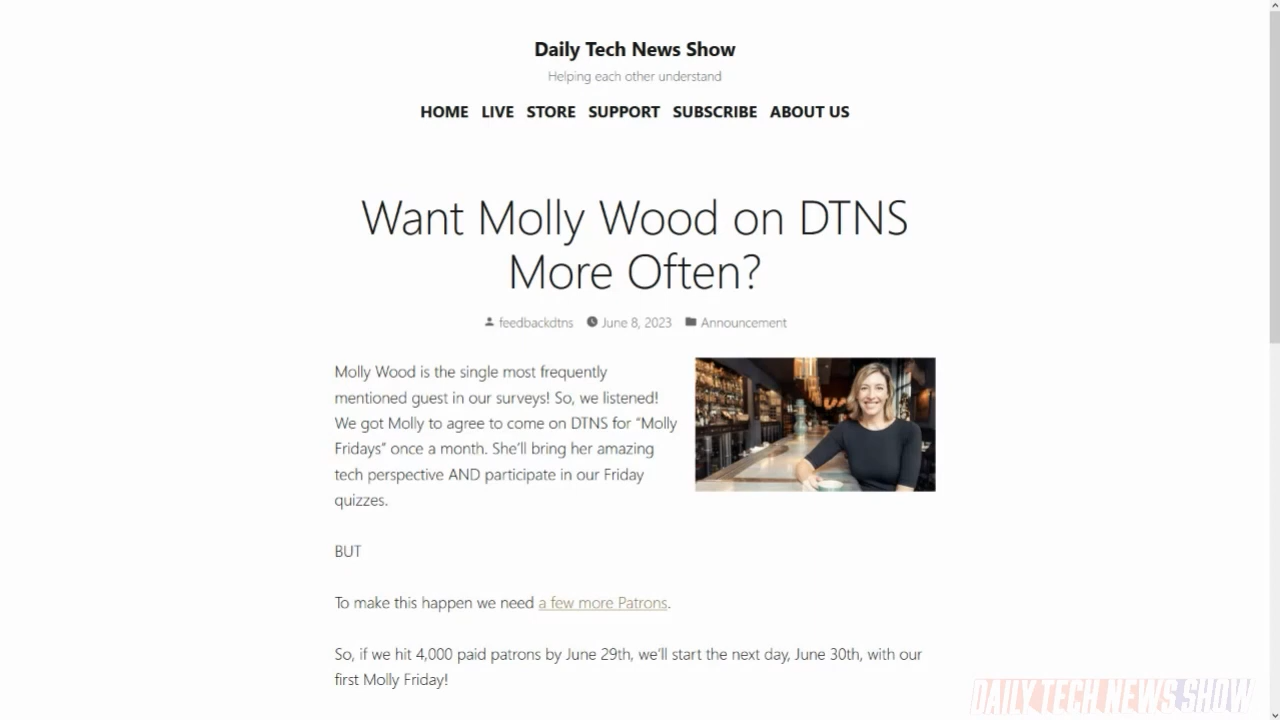 Daily Tech News Show
Helping each other understand
HOME LIVE STORE SUPPORT SUBSCRIBE ABOUT US
Want Molly Wood on DTNS
More Often?
feedbackdtns June 8, 2023 Announcement
Molly Wood is the single most frequently
mentioned guest in our surveys! So, we listened!
We got Molly to agree to come on DTNS for “Molly
Fridays” once a month. She’ll bring her amazing
tech perspective AND participate in our Friday
quizzes.
BUT
To make this happen we need a few more Patrons.
So, if we hit 4,000 paid patrons by June 29th, we’ll start the next day, June 30th, with our
first Molly Friday!
DAILY TECH NEWS SHOW